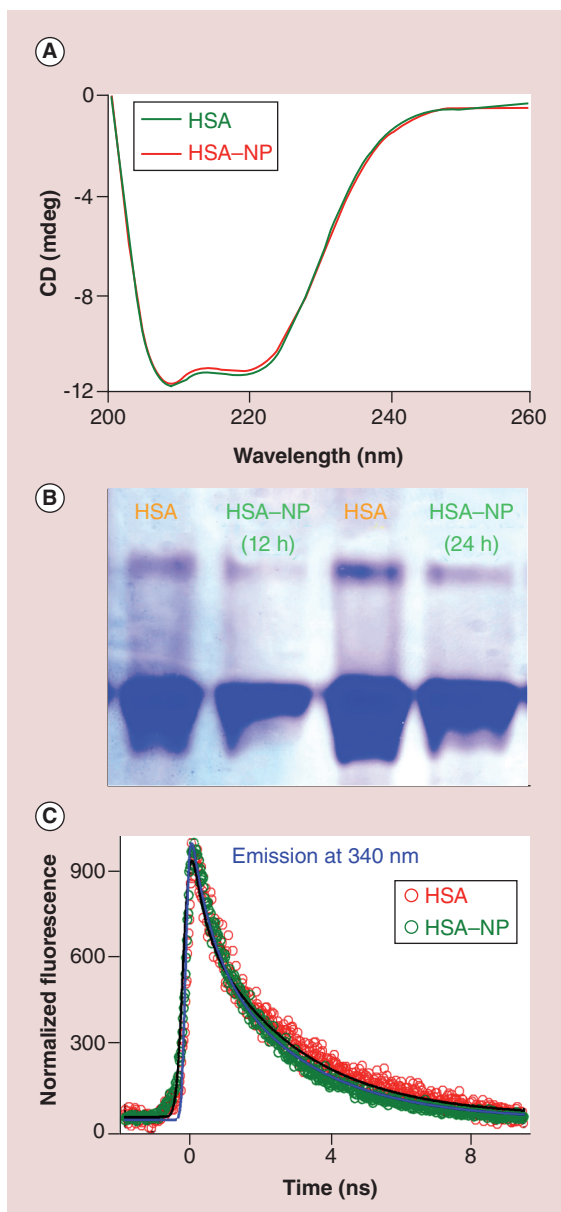 A
0
-4
-8
-12
CD (mdeg)
HSA
HSA–NP
200 220 240 260
Wavelength (nm)
B
HSA HSA–NP HSA HSA–NP
(12 h) (24 h)
C
900
600
300
0
Normalized fluorescence
Emission at 340 nm
HSA
HSA–NP
0 4 8
Time (ns)